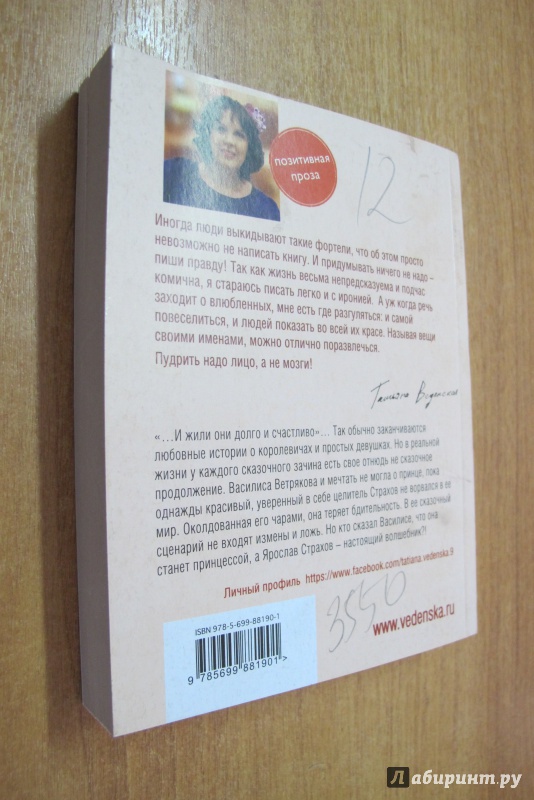 позитивная
проза
12
Иногда люди выкидывают такие фортели, что об этом просто
невозможно не написать книгу. И придумывать ничего не надо –
пиши правду! Так как жизнь весьма непредсказуема и подчас
комична, я стараюсь писать легко и с иронией. А уж когда речь
заходит о влюбленных, мне есть где разгуляться: и самой
повеселиться, и людей показать во всей их красе. Называя вещи
своими именами, можно отлично поразвлечься.
Пудрить надо лицо, а не мозги!
Татьяна Веденская
«…И жили они долго и счастливо»… Так обычно заканчиваются
любовные истории о королевичах и простых девушках. Но в реальной
жизни у каждого сказочного зачина есть свое отнюдь не сказочное
продолжение. Василиса Ветрякова и мечтать не могла о принце, пока
однажды красивый, уверенный в себе целитель Страхов не ворвался в ее
мир. Околдованная его чарами, она теряет бдительность. В ее сказочный
сценарий не входят измены и ложь. Но кто сказал Василисе, что она
станет принцессой, а Ярослав Страхов – настоящий волшебник?!
Личный профиль https://www.facebook.com/tatiana.vedenska.9
3556
www.vedenska.ru
ISBN 978-5-699-88190-1
9 785699 881901>
Лабиринт.ру